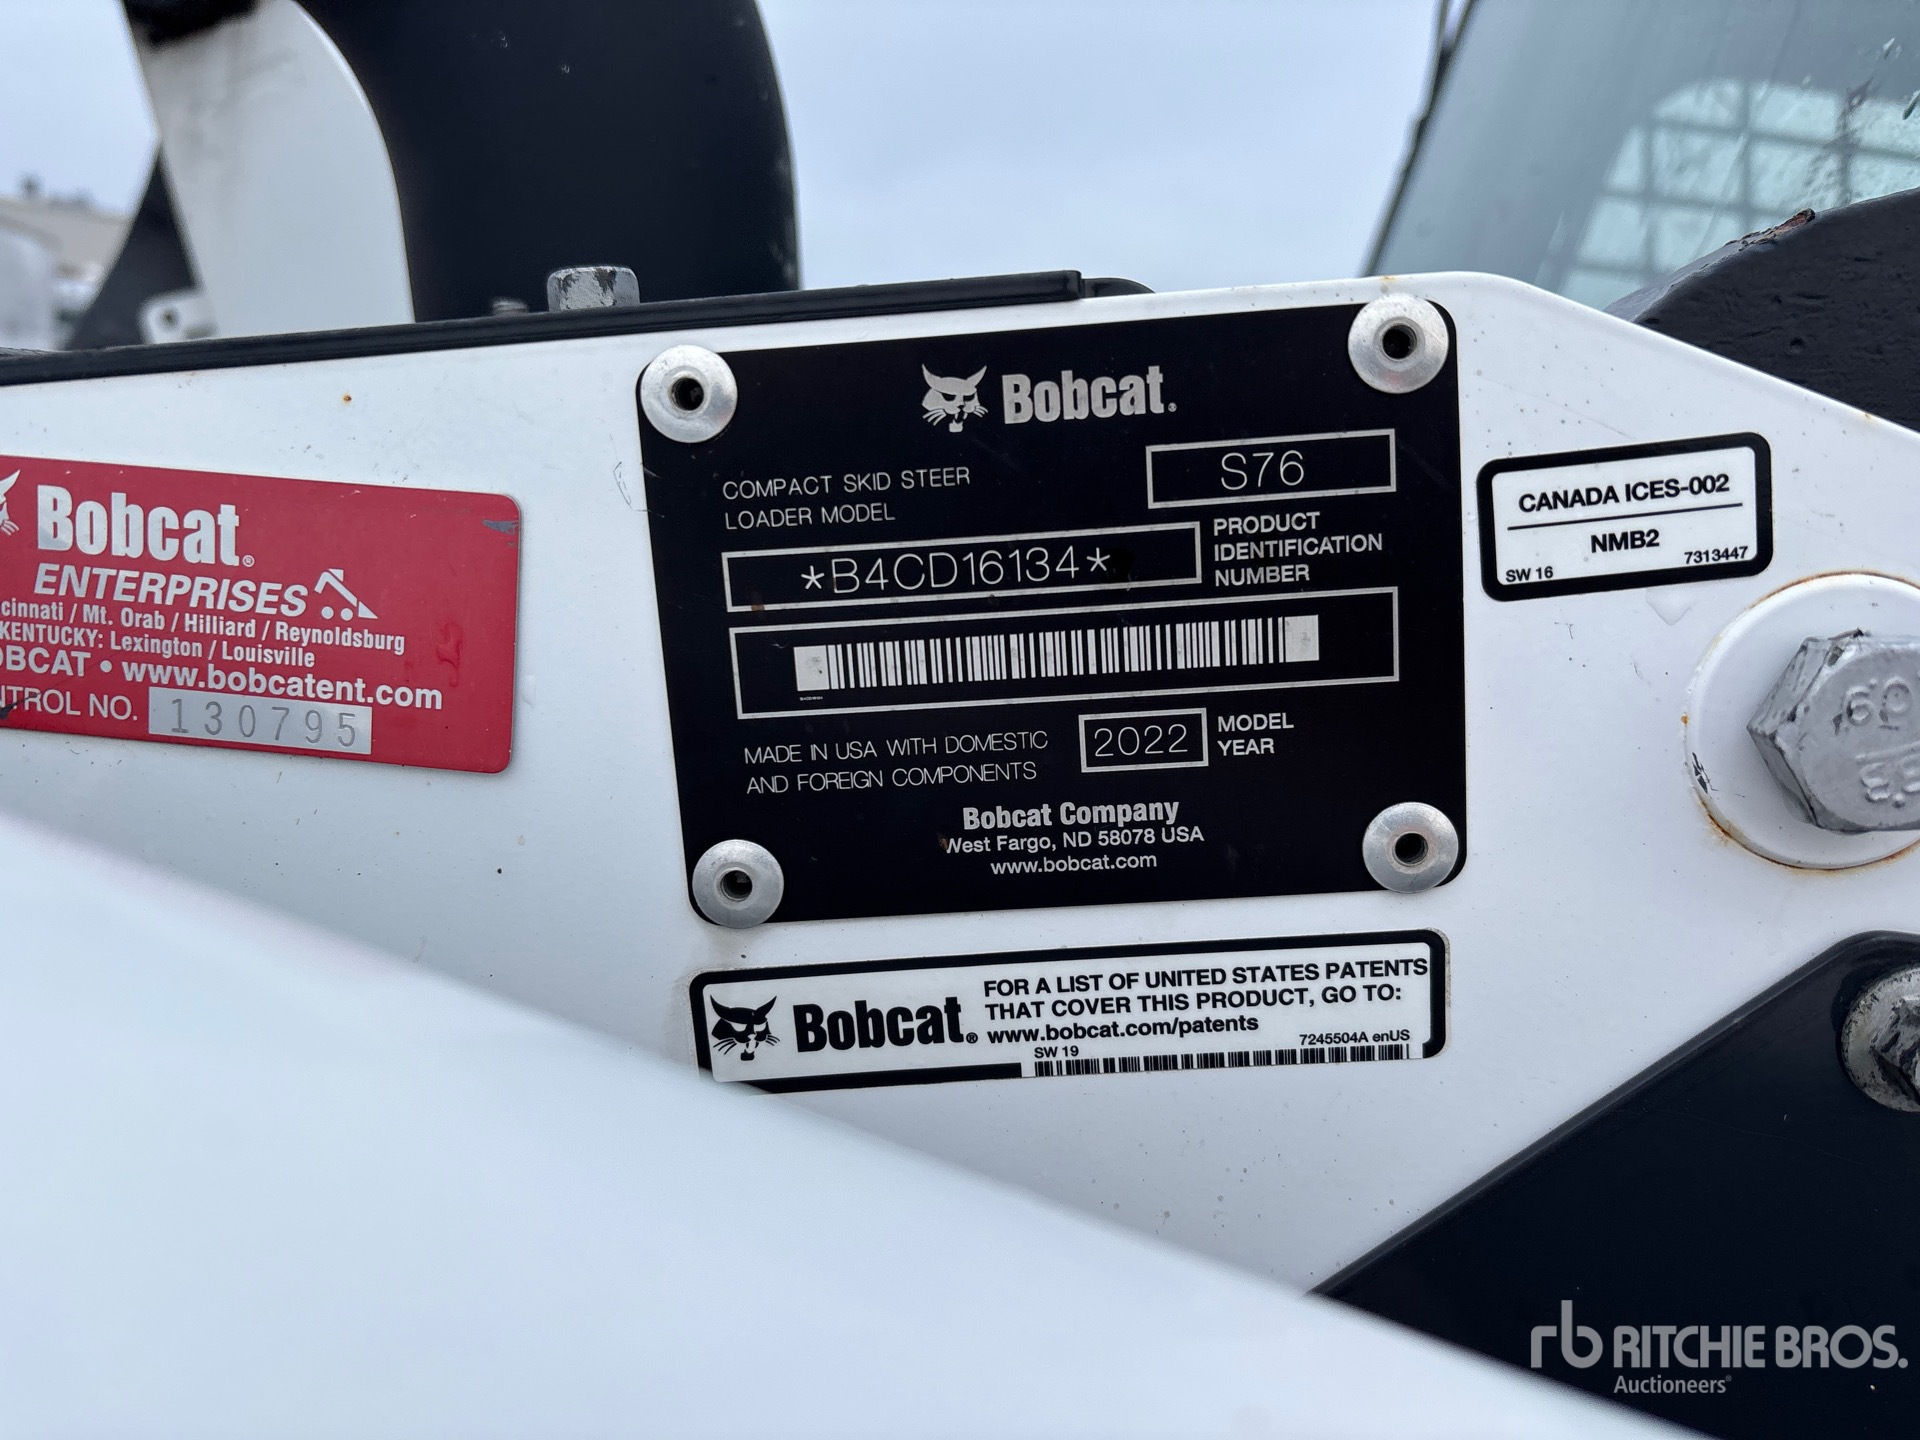 Bobcat®
ENTERPRISES
cinnati / Mt. Orab / Hilliard / Reynoldsburg
KENTUCKY: Lexington / Louisville
OBCAT • www.bobcatent.com
NTROL NO. 130795
Bobcat®
COMPACT SKID STEER
LOADER MODEL
S76
*B4CD16134*
PRODUCT
IDENTIFICATION
NUMBER
MADE IN USA WITH DOMESTIC
AND FOREIGN COMPONENTS
2022
MODEL
YEAR
Bobcat Company
West Fargo, ND 58078 USA
www.bobcat.com
CANADA ICES-002
NMB2
SW 16 7313447
Bobcat®
FOR A LIST OF UNITED STATES PATENTS
THAT COVER THIS PRODUCT, GO TO:
www.bobcat.com/patents
SW 19 7245504A enUS
rb RITCHIE BROS.
Auctioneers®